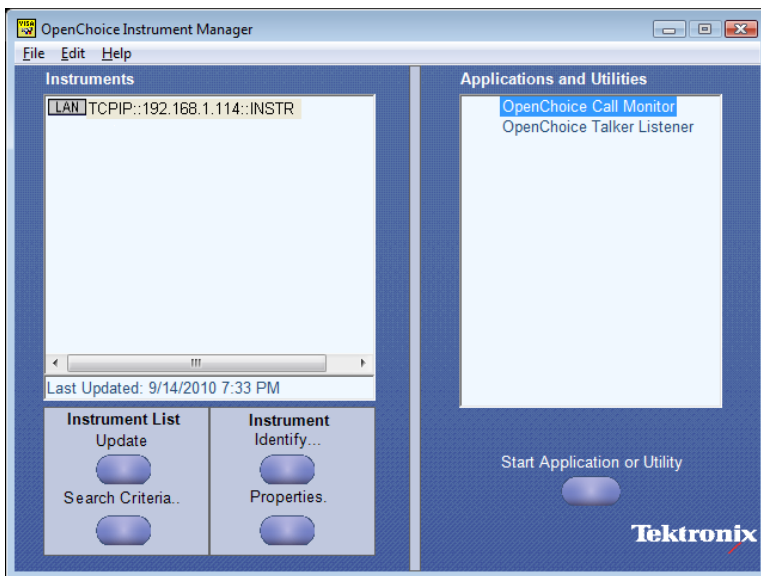 VISA
OpenChoice Instrument Manager
File Edit Help
Instruments
LAN TCPIP::192.168.1.114::INSTR
Last Updated: 9/14/2010 7:33 PM
Instrument List
Update
Search Criteria..
Instrument
Identify...
Properties.
Applications and Utilities
OpenChoice Call Monitor
OpenChoice Talker Listener
Start Application or Utility
Tektronix